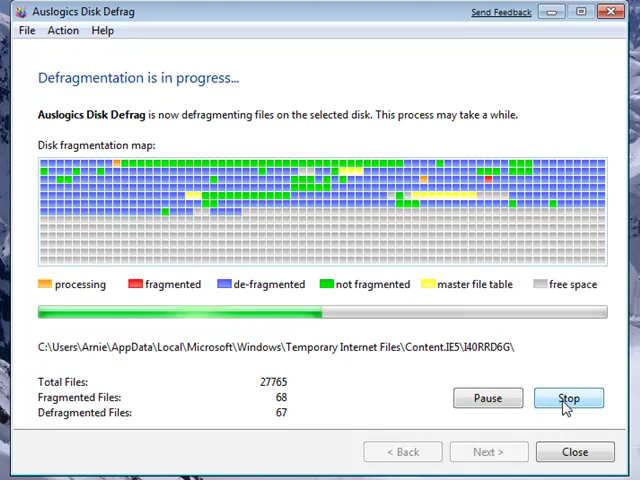 Auslogics Disk Defrag
Send Feedback
File Action Help
Defragmentation is in progress...
Auslogics Disk Defrag is now defragmenting files on the selected disk. This process may take a while.
Disk fragmentation map:
processing fragmented de-fragmented not fragmented master file table free space
C:\Users\Arnie\AppData\Local\Microsoft\Windows\Temporary Internet Files\Content.IE5\I40RRD6G\
Total Files: 27765
Fragmented Files: 68
Defragmented Files: 67
Pause Stop
< Back Next > Close